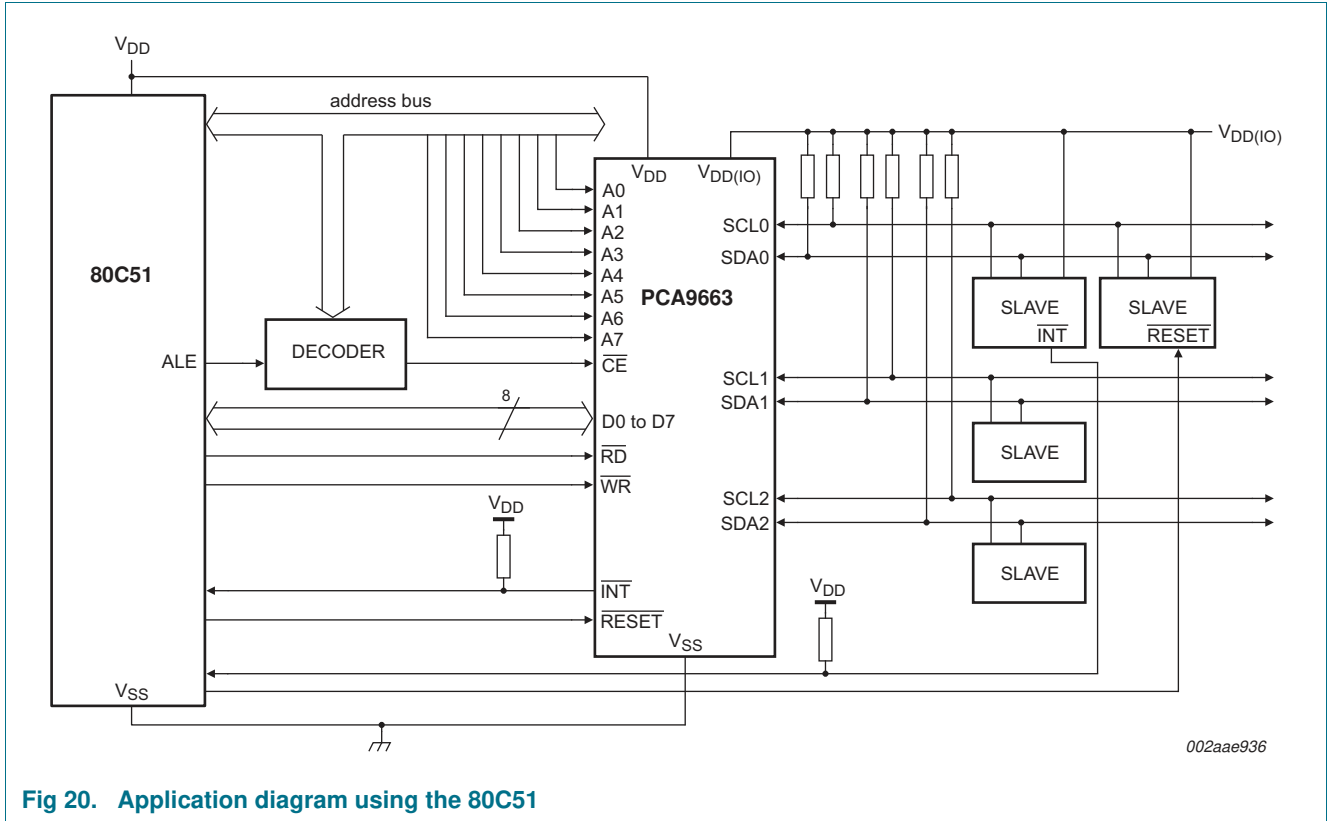 VDD
address bus
80C51
ALE
DECODER
8
VDD
VSS
VDD
VDD(IO)
A0
A1
A2
A3
A4
A5
A6
A7
CE
D0 to D7
RD
WR
INT
RESET
VSS
PCA9663
SCL0
SDA0
SCL1
SDA1
SCL2
SDA2
VDD(IO)
SLAVE
INT
SLAVE
RESET
SLAVE
SLAVE
VDD
002aae936
Fig 20. Application diagram using the 80C51